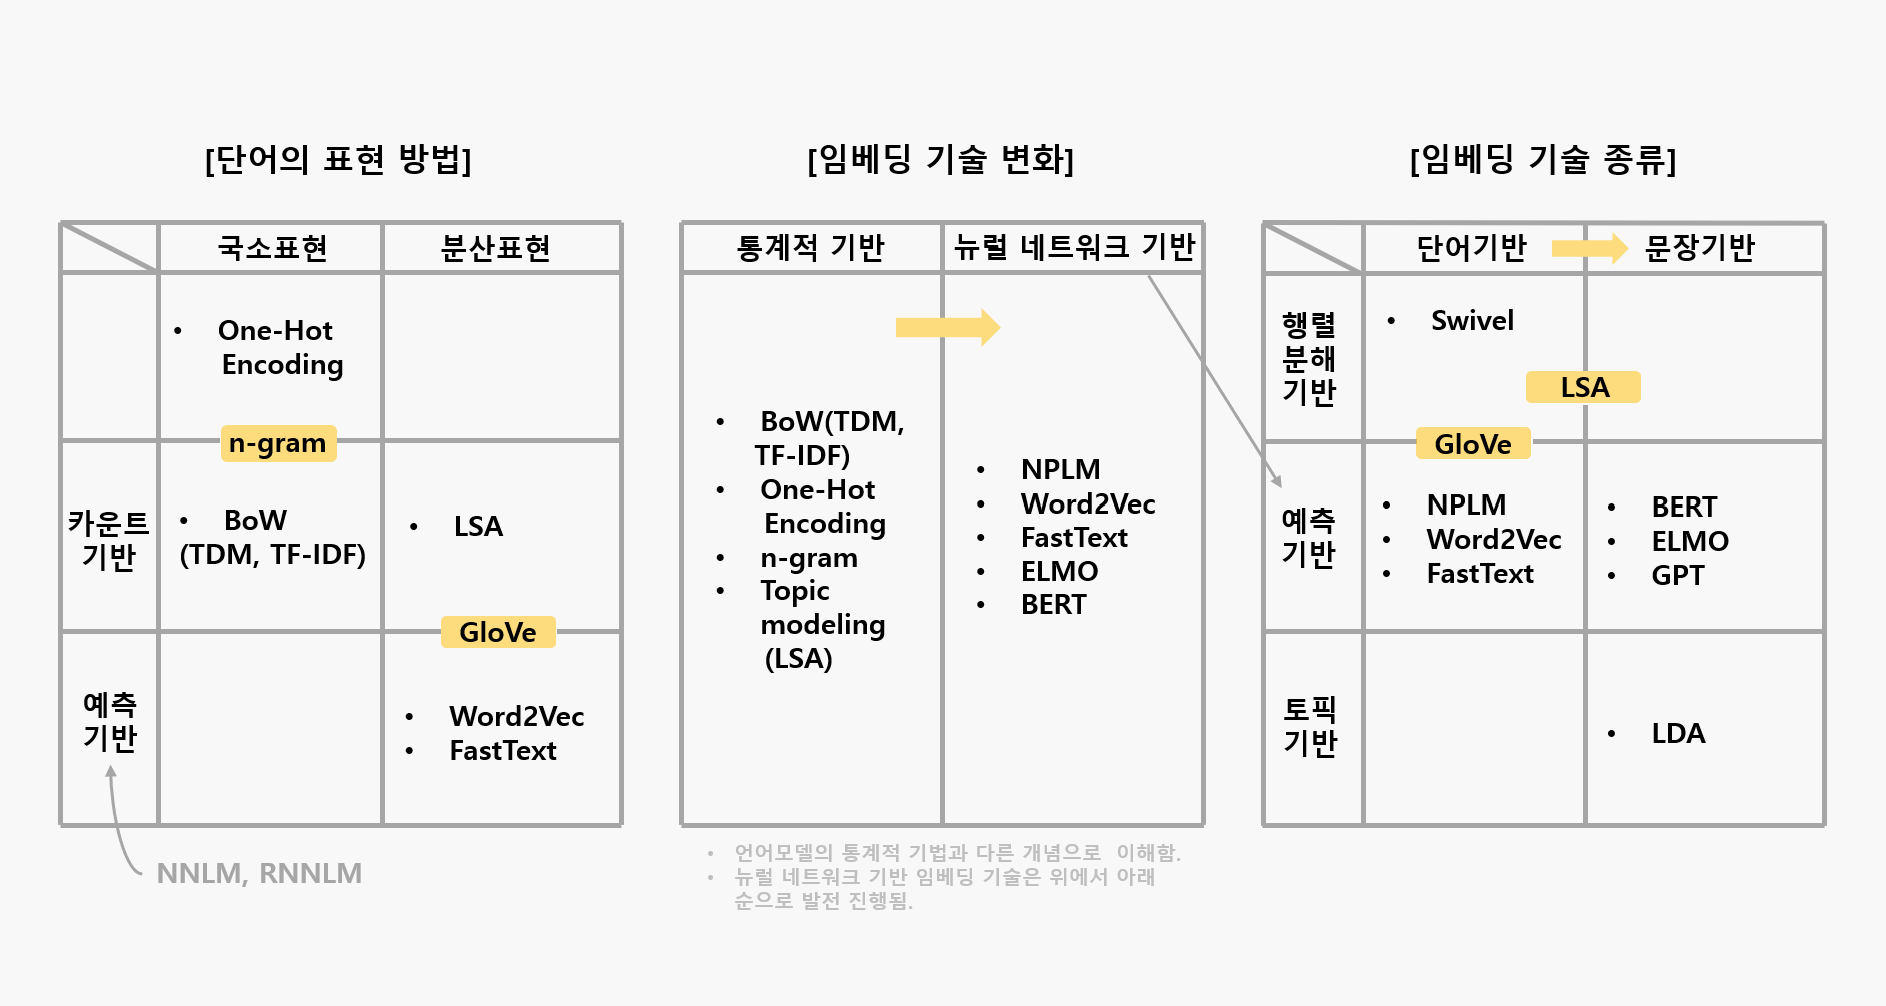 [단어의 표현 방법]
국소표현
분산표현
• One-Hot
Encoding
n-gram
카운트
기반
• BoW
(TDM, TF-IDF)
• LSA
GloVe
예측
기반
• Word2Vec
• FastText
NNLM, RNNLM
[임베딩 기술 변화]
통계적 기반
뉴럴 네트워크 기반
• BoW(TDM,
TF-IDF)
• One-Hot
Encoding
• n-gram
• Topic
modeling
(LSA)
• NPLM
• Word2Vec
• FastText
• ELMO
• BERT
• 언어모델의 통계적 기법과 다른 개념으로 이해함.
• 뉴럴 네트워크 기반 임베딩 기술은 위에서 아래
순으로 발전 진행됨.
[임베딩 기술 종류]
단어기반
문장기반
행렬
분해
기반
• Swivel
LSA
GloVe
예측
기반
• NPLM
• Word2Vec
• FastText
• BERT
• ELMO
• GPT
토픽
기반
• LDA